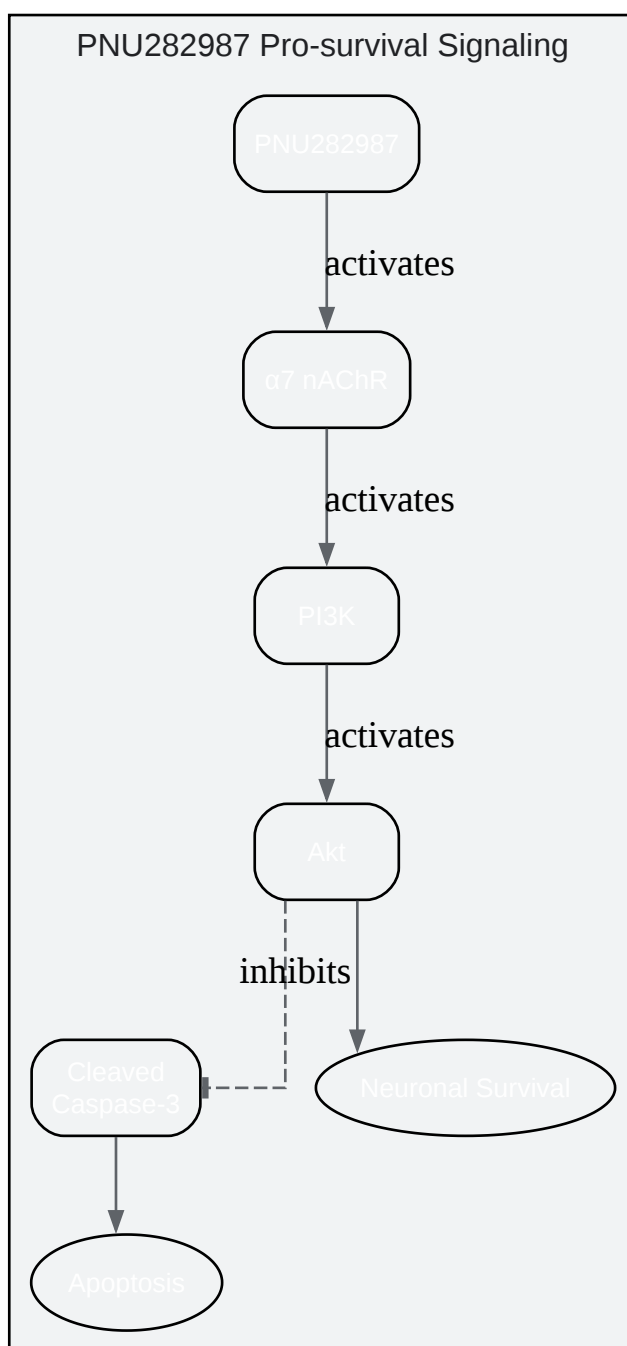 PNU282987 Pro-survival Signaling
PNU282987
activates
α7 nAChR
activates
PI3K
activates
Akt
inhibits
Cleaved
Caspase-3
Neuronal Survival
Apoptosis